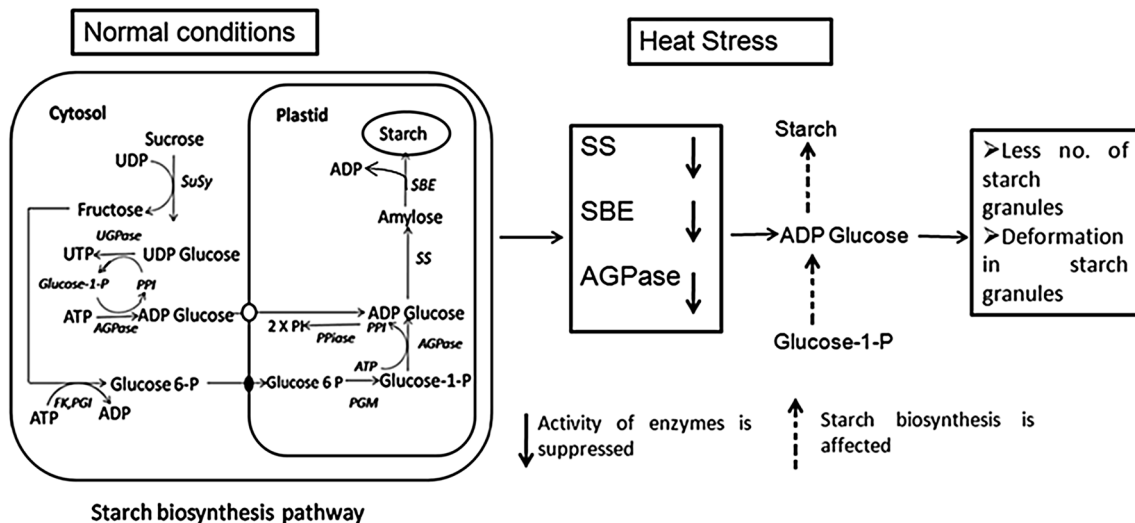 Normal conditions
Heat Stress
Cytosol
Plastid
Sucrose
UDP
SuSy
Fructose
UGPase
UTP
UDP Glucose
Glucose-1-P
PPI
ATP
AGPase
ADP Glucose
Glucose 6-P
FK,PGI
ATP
ADP
Starch
ADP
SBE
Amylose
SS
ADP Glucose
2 X PI
PPI
PPiase
AGPase
ATP
Glucose 6 P
Glucose-1-P
PGM
Starch biosynthesis pathway
SS
SBE
AGPase
Starch
ADP Glucose
Glucose-1-P
➢Less no. of
starch
granules
➢Deformation
in starch
granules
Activity of enzymes is
suppressed
Starch biosynthesis is
affected